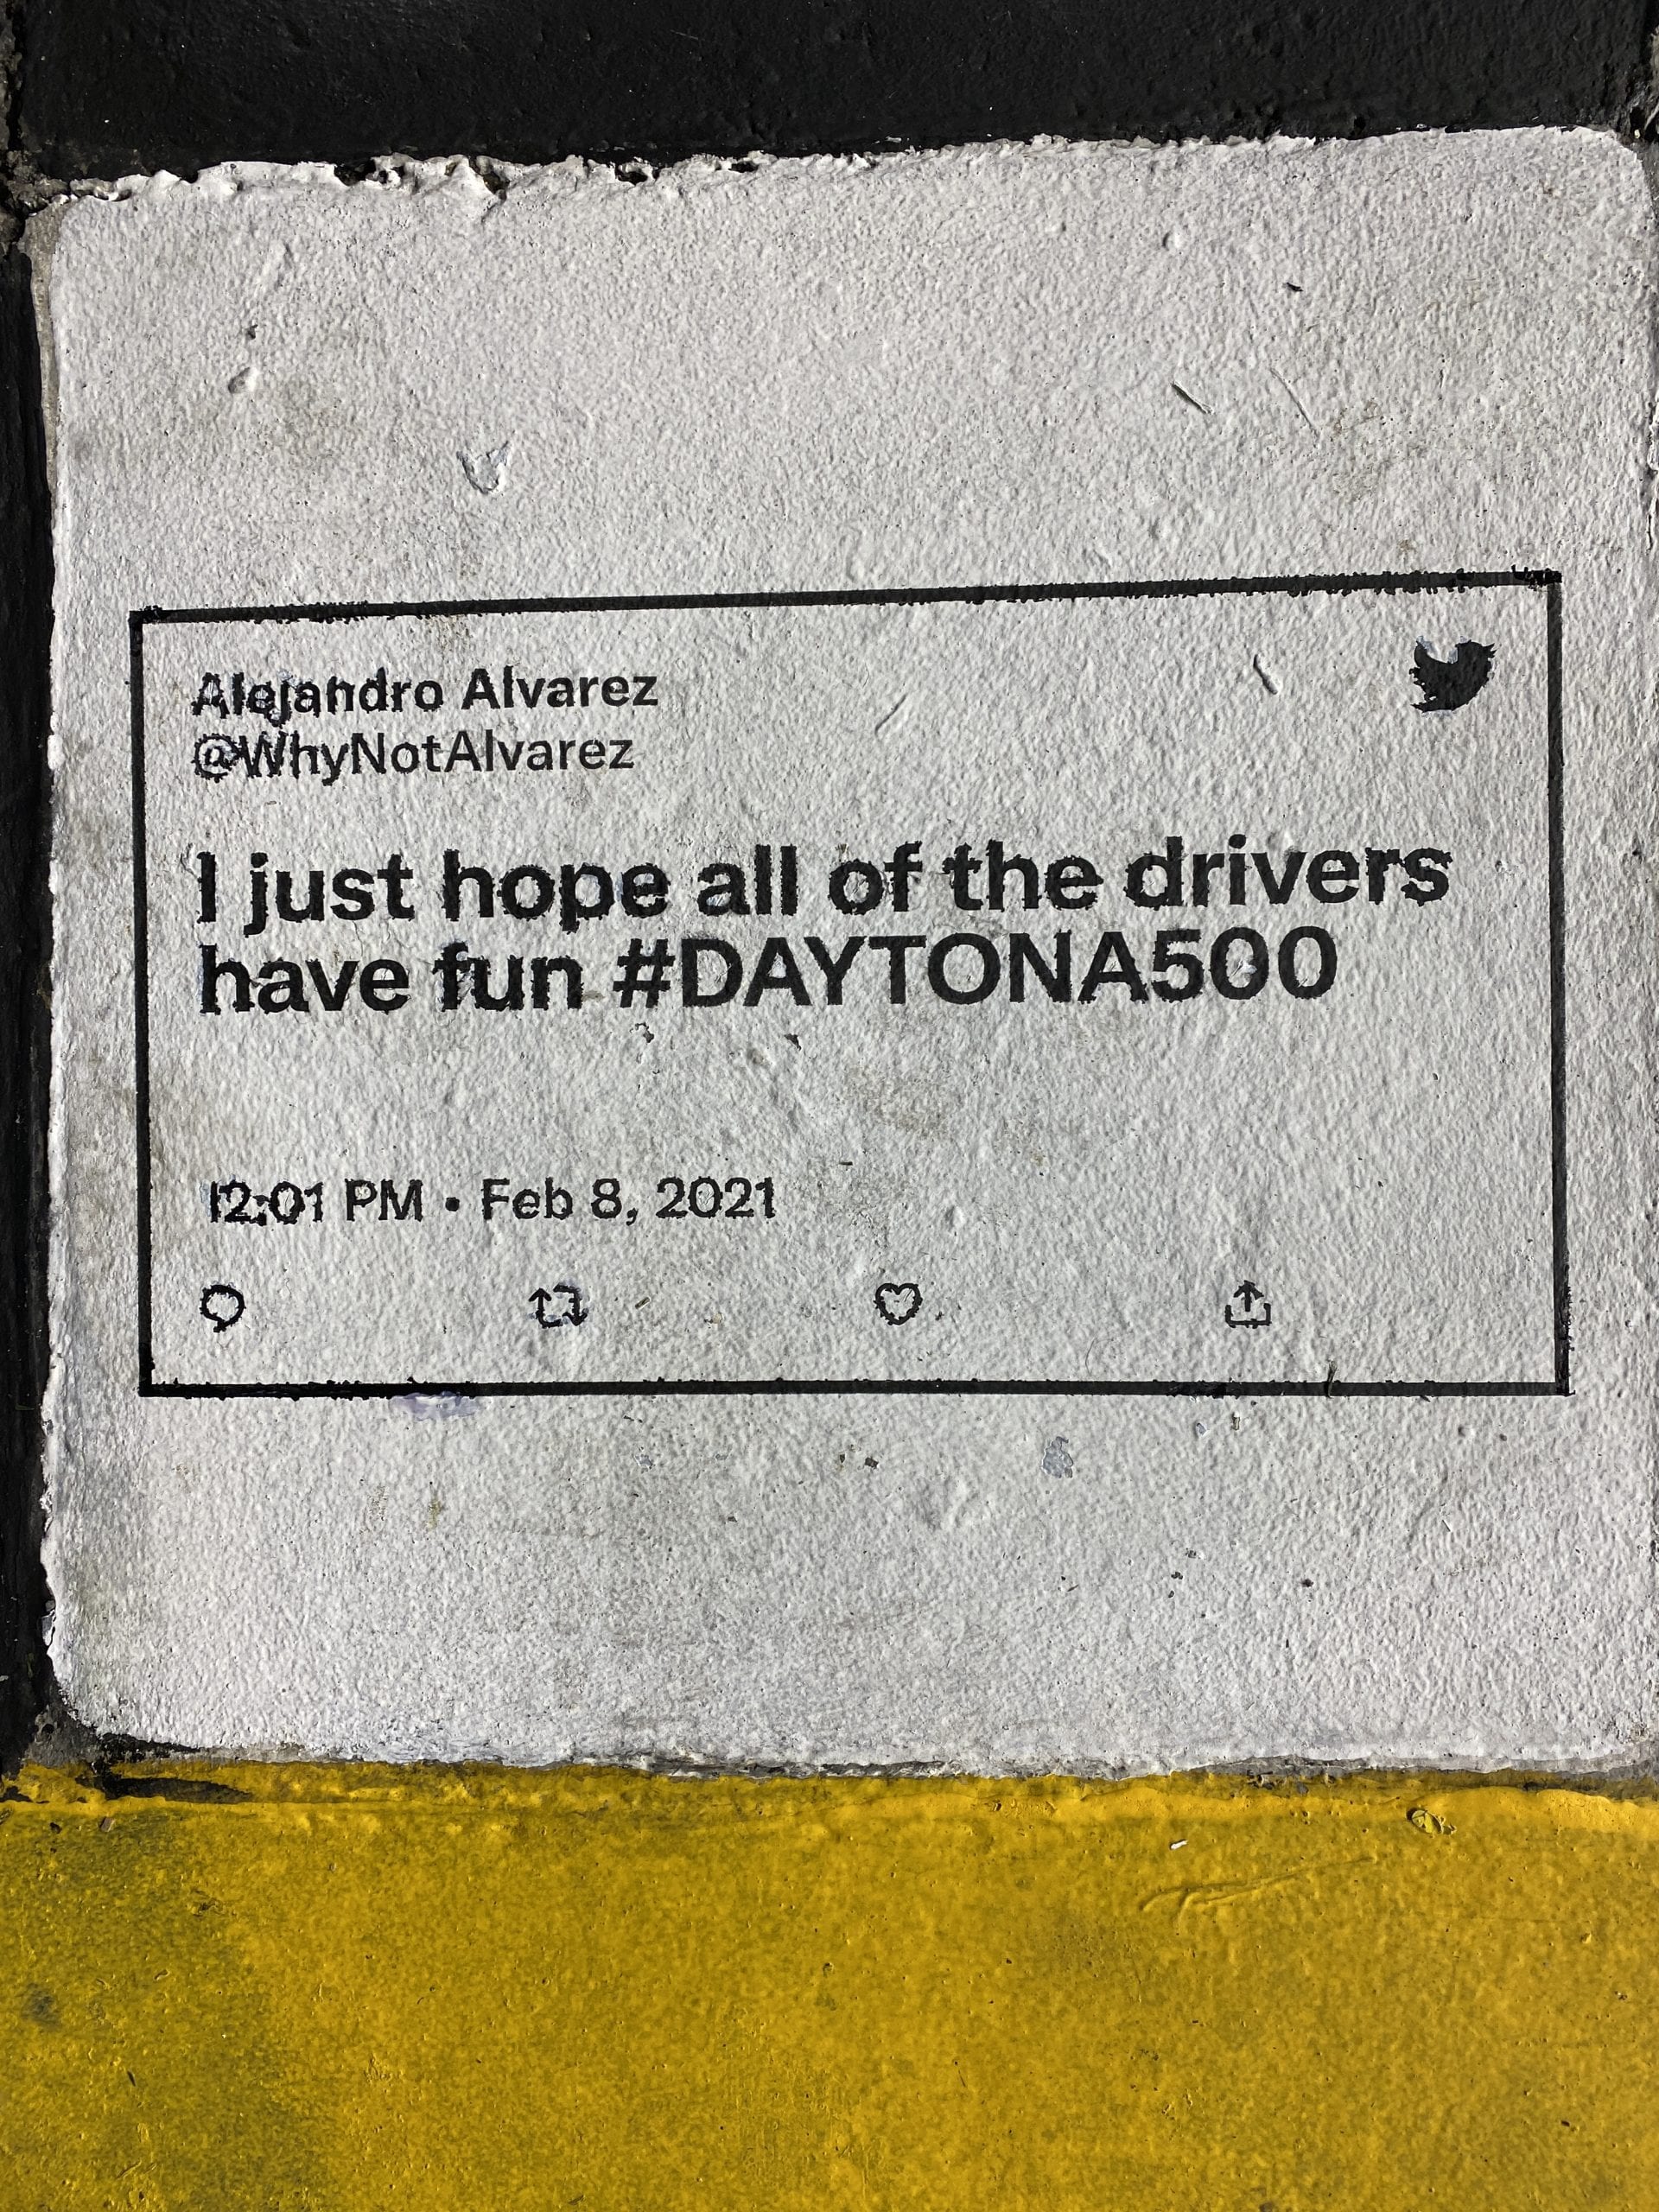 Alejandro Alvarez
@WhyNotAlvarez
I just hope all of the drivers
have fun #DAYTONA500
12:01 PM • Feb 8, 2021